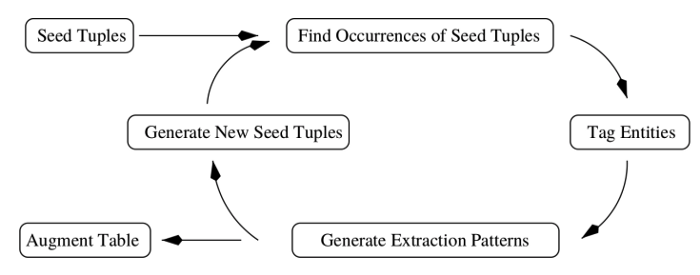 Seed Tuples
Find Occurrences of Seed Tuples
Generate New Seed Tuples
Tag Entities
Augment Table
Generate Extraction Patterns